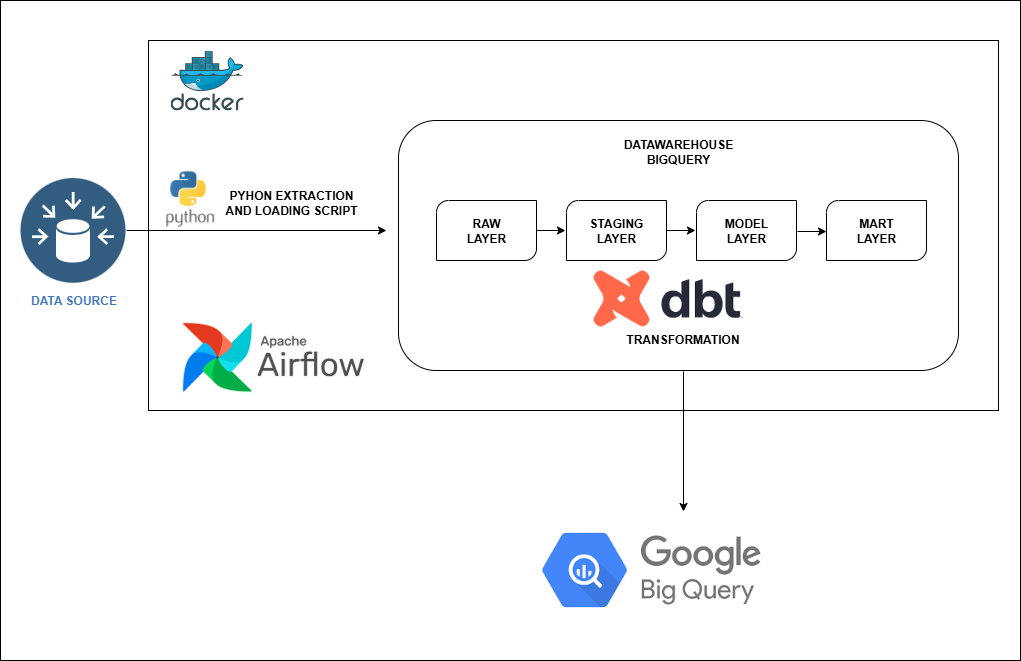 docker
DATAWAREHOUSE
BIGQUERY
python
PYHON EXTRACTION
AND LOADING SCRIPT
RAW
LAYER
STAGING
LAYER
MODEL
LAYER
MART
LAYER
DATA SOURCE
dbt
TRANSFORMATION
Apache
Airflow
Google
Big Query